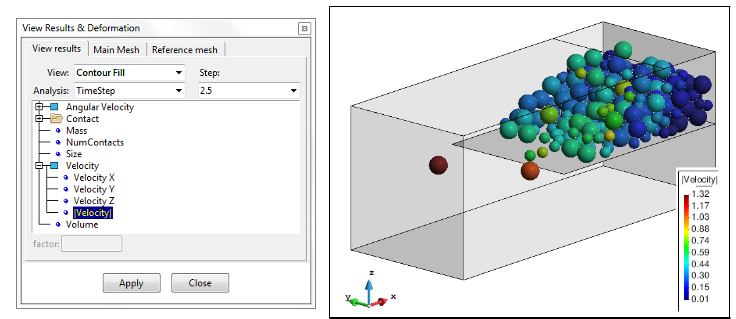 View Results & Deformation
View results Main Mesh Reference mesh
View: Contour Fill Step:
Analysis: TimeStep 2.5
Angular Velocity
Contact
Mass
NumContacts
Size
Velocity
Velocity X
Velocity Y
Velocity Z
|Velocity|
Volume
factor:
Apply Close
|Velocity|
1.32
1.17
1.03
0.88
0.74
0.59
0.44
0.30
0.15
0.01
z
y x